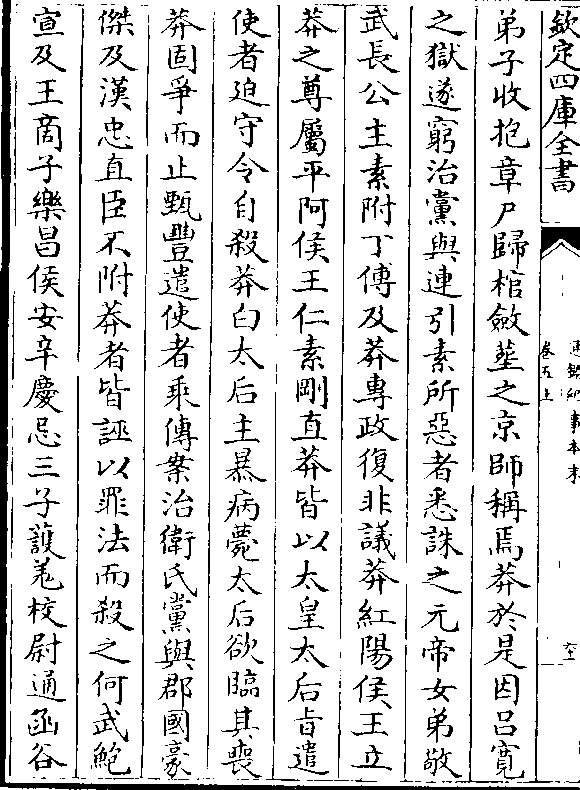 欽定四庫全書
通鑑紀事本末
卷五上
弟子收抱章尸歸棺斂塟之京師稱焉莽於是因吕寛
之獄遂窮治黨與連引素所惡者悉誅之元帝女弟敬
武長公主素附丁傅及莽專政復非議莽紅陽侯王立
莽之尊屬平阿侯王仁素剛直莽皆以太皇太后㫖遣
使者迫守令自殺莽白太后主暴病薨太后欲臨其喪
莽固爭而止甄豐遣使者乘傳案治衛氏黨與郡國豪
傑及漢忠直臣不附莽者皆誣以罪法而殺之何武鮑
宣及王商子樂昌侯安辛慶忌三子護羌校尉通函谷